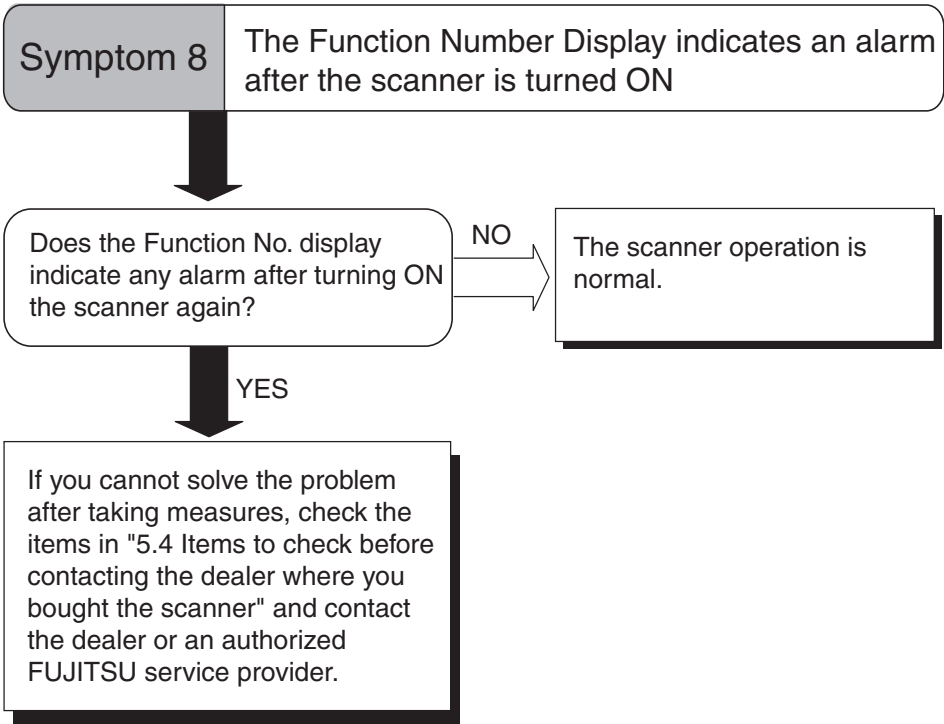 Symptom 8
The Function Number Display indicates an alarm
after the scanner is turned ON
Does the Function No. display
indicate any alarm after turning ON
the scanner again?
NO
The scanner operation is
normal.
YES
If you cannot solve the problem
after taking measures, check the
items in "5.4 Items to check before
contacting the dealer where you
bought the scanner" and contact
the dealer or an authorized
FUJITSU service provider.